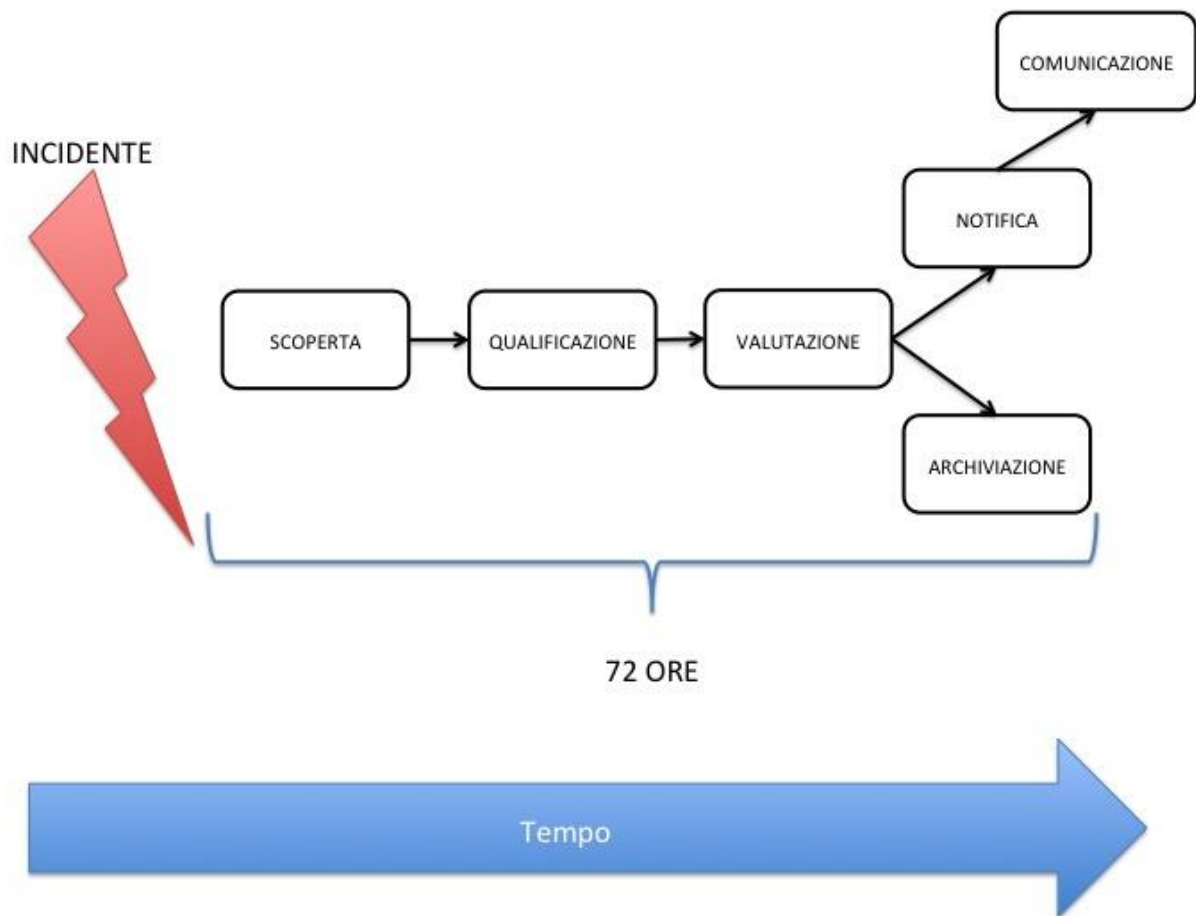 COMUNICAZIONE
INCIDENTE
NOTIFICA
SCOPERTA
QUALIFICAZIONE
VALUTAZIONE
ARCHIVIAZIONE
72 ORE
Tempo